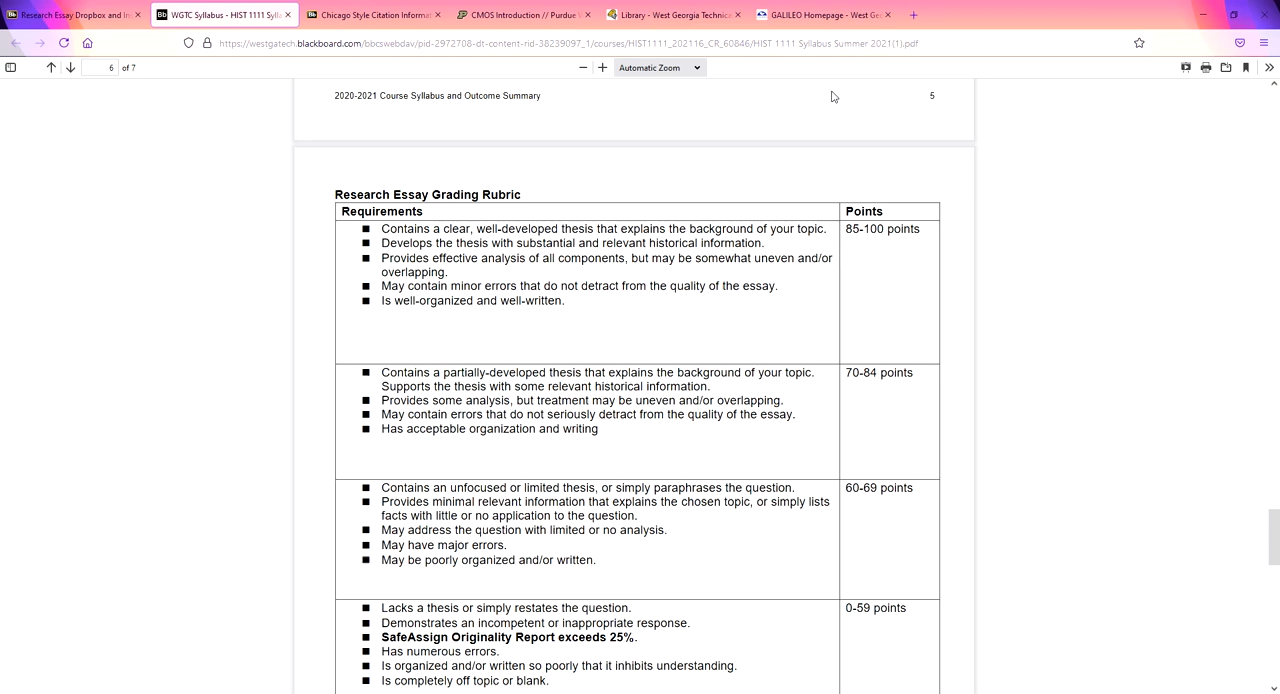 Research Essay Dropbox and In
WGTC Syllabus - HIST 1111 Sylla
Chicago Style Citation Informat
CMOS Introduction // Purdue
Library - West Georgia Technica
GALILEO Homepage - West Ge
https://westgatech.blackboard.com/bbcswebdav/pid-2972708-dt-content-rid-38239097_1/courses/HIST1111_202116_CR_60846/HIST 1111 Syllabus Summer 2021(1).pdf
6 of 7
Automatic Zoom
2020-2021 Course Syllabus and Outcome Summary 5
Research Essay Grading Rubric
Requirements Points
■ Contains a clear, well-developed thesis that explains the background of your topic. 85-100 points
■ Develops the thesis with substantial and relevant historical information.
■ Provides effective analysis of all components, but may be somewhat uneven and/or
overlapping.
■ May contain minor errors that do not detract from the quality of the essay.
■ Is well-organized and well-written.
■ Contains a partially-developed thesis that explains the background of your topic. 70-84 points
Supports the thesis with some relevant historical information.
■ Provides some analysis, but treatment may be uneven and/or overlapping.
■ May contain errors that do not seriously detract from the quality of the essay.
■ Has acceptable organization and writing
■ Contains an unfocused or limited thesis, or simply paraphrases the question. 60-69 points
■ Provides minimal relevant information that explains the chosen topic, or simply lists
facts with little or no application to the question.
■ May address the question with limited or no analysis.
■ May have major errors.
■ May be poorly organized and/or written.
■ Lacks a thesis or simply restates the question. 0-59 points
■ Demonstrates an incompetent or inappropriate response.
■ SafeAssign Originality Report exceeds 25%.
■ Has numerous errors.
■ Is organized and/or written so poorly that it inhibits understanding.
■ Is completely off topic or blank.